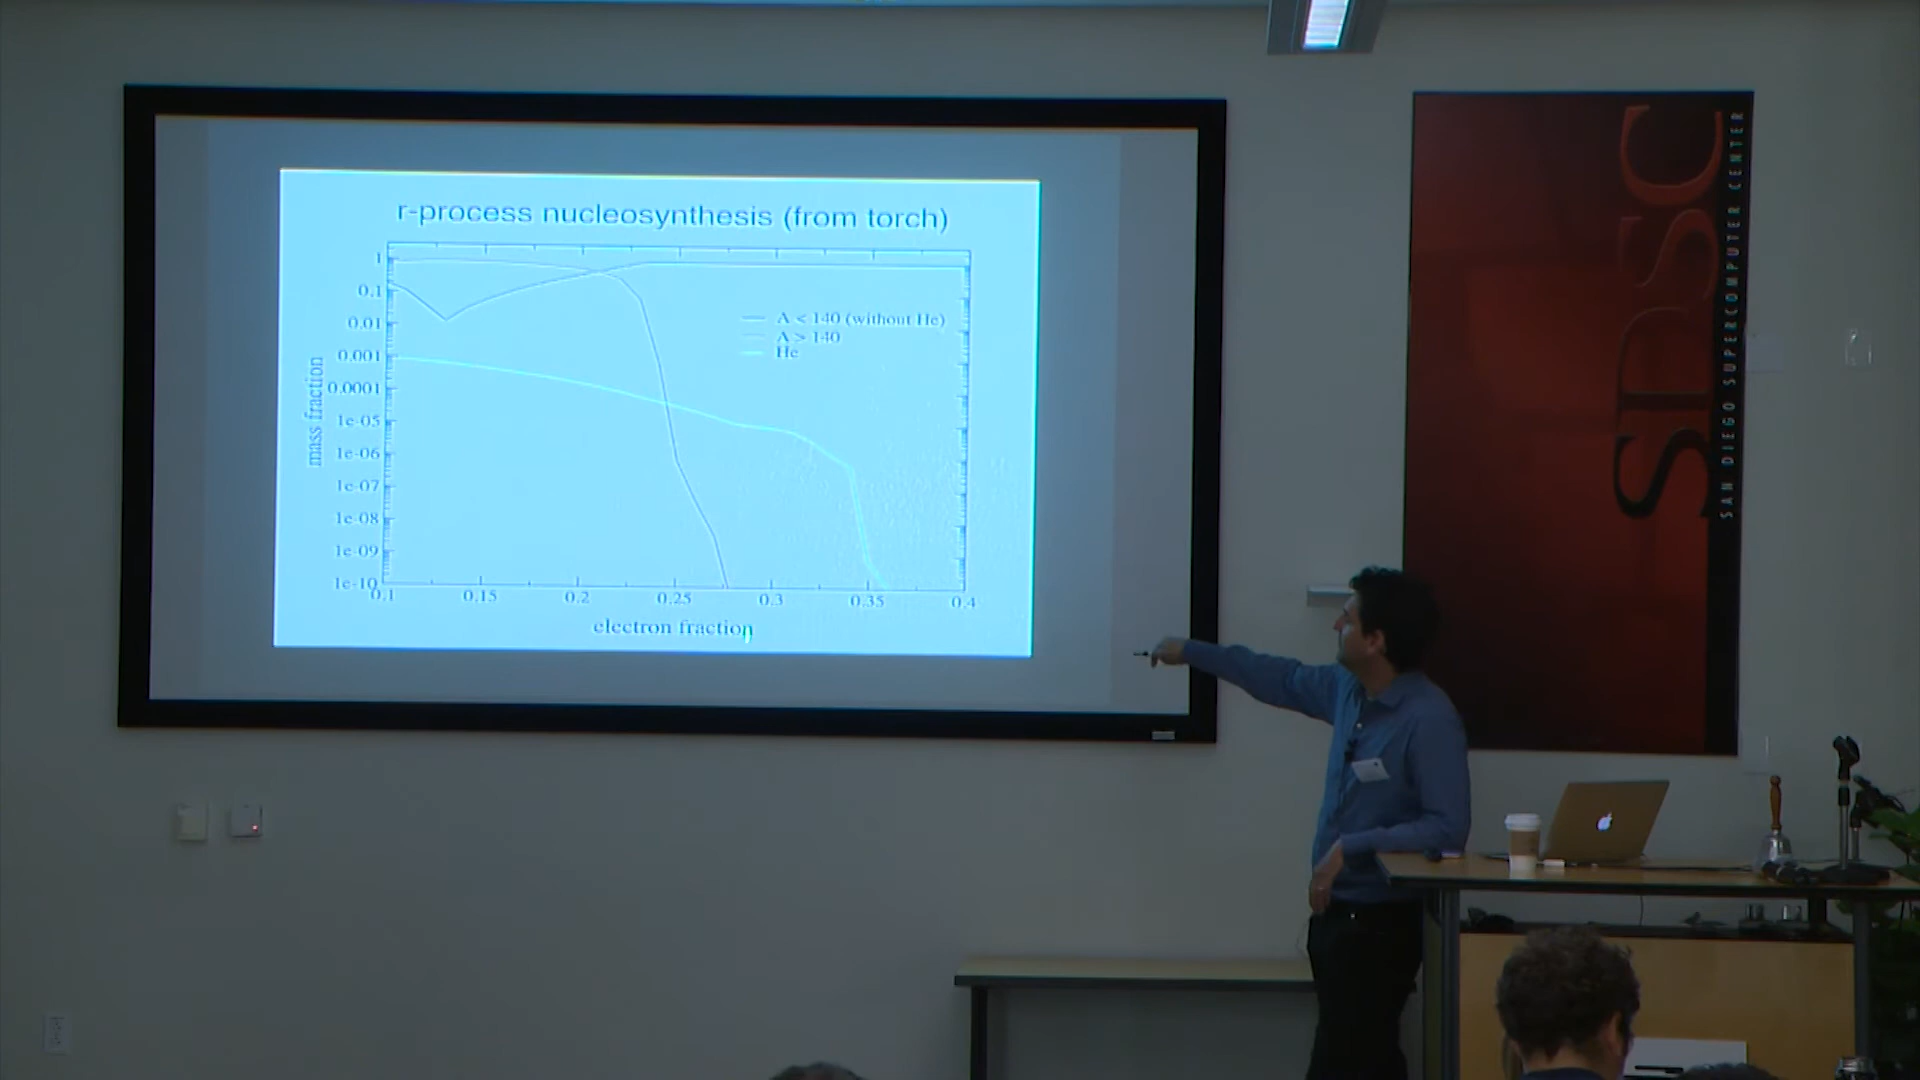 r-process nucleosynthesis (from torch)
1
0.1
0.01
0.001
0.0001
1e-05
1e-06
1e-07
1e-08
1e-09
1e-10
mass fraction
A < 140 (without He)
A > 140
He
0.1 0.15 0.2 0.25 0.3 0.35 0.4
electron fraction
SDSC
SAN DIEGO SUPERCOMPUTER CENTER